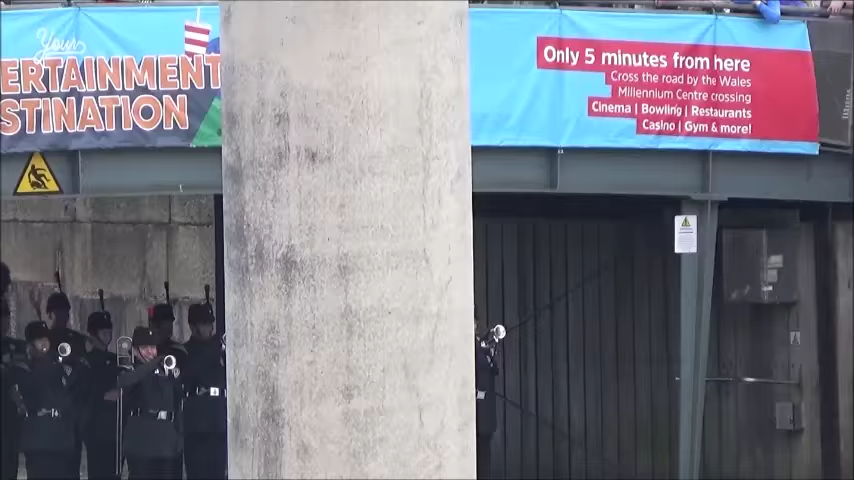 Your
ERTAINMENT
STINATION
Only 5 minutes from here
Cross the road by the Wales
Millennium Centre crossing
Cinema | Bowling | Restaurants
Casino | Gym & more!